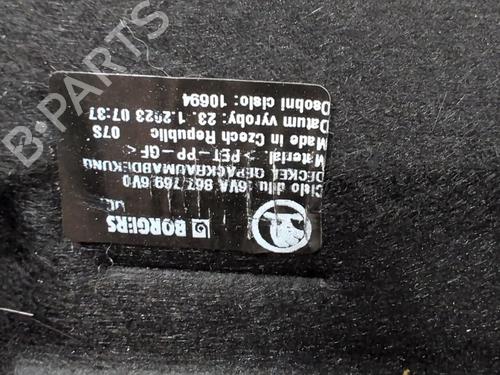 BORGERS
Cislo dilu: 6VA 867 769 6V0
DECKEL GEPÄCKRAUMABDECKUNG
Material: >PET-PP-GF<
Made in Czech Republic 07S
Datum vyroby: 23. 1.2023 07:37
Osobni cislo: 10694
B-PARTS